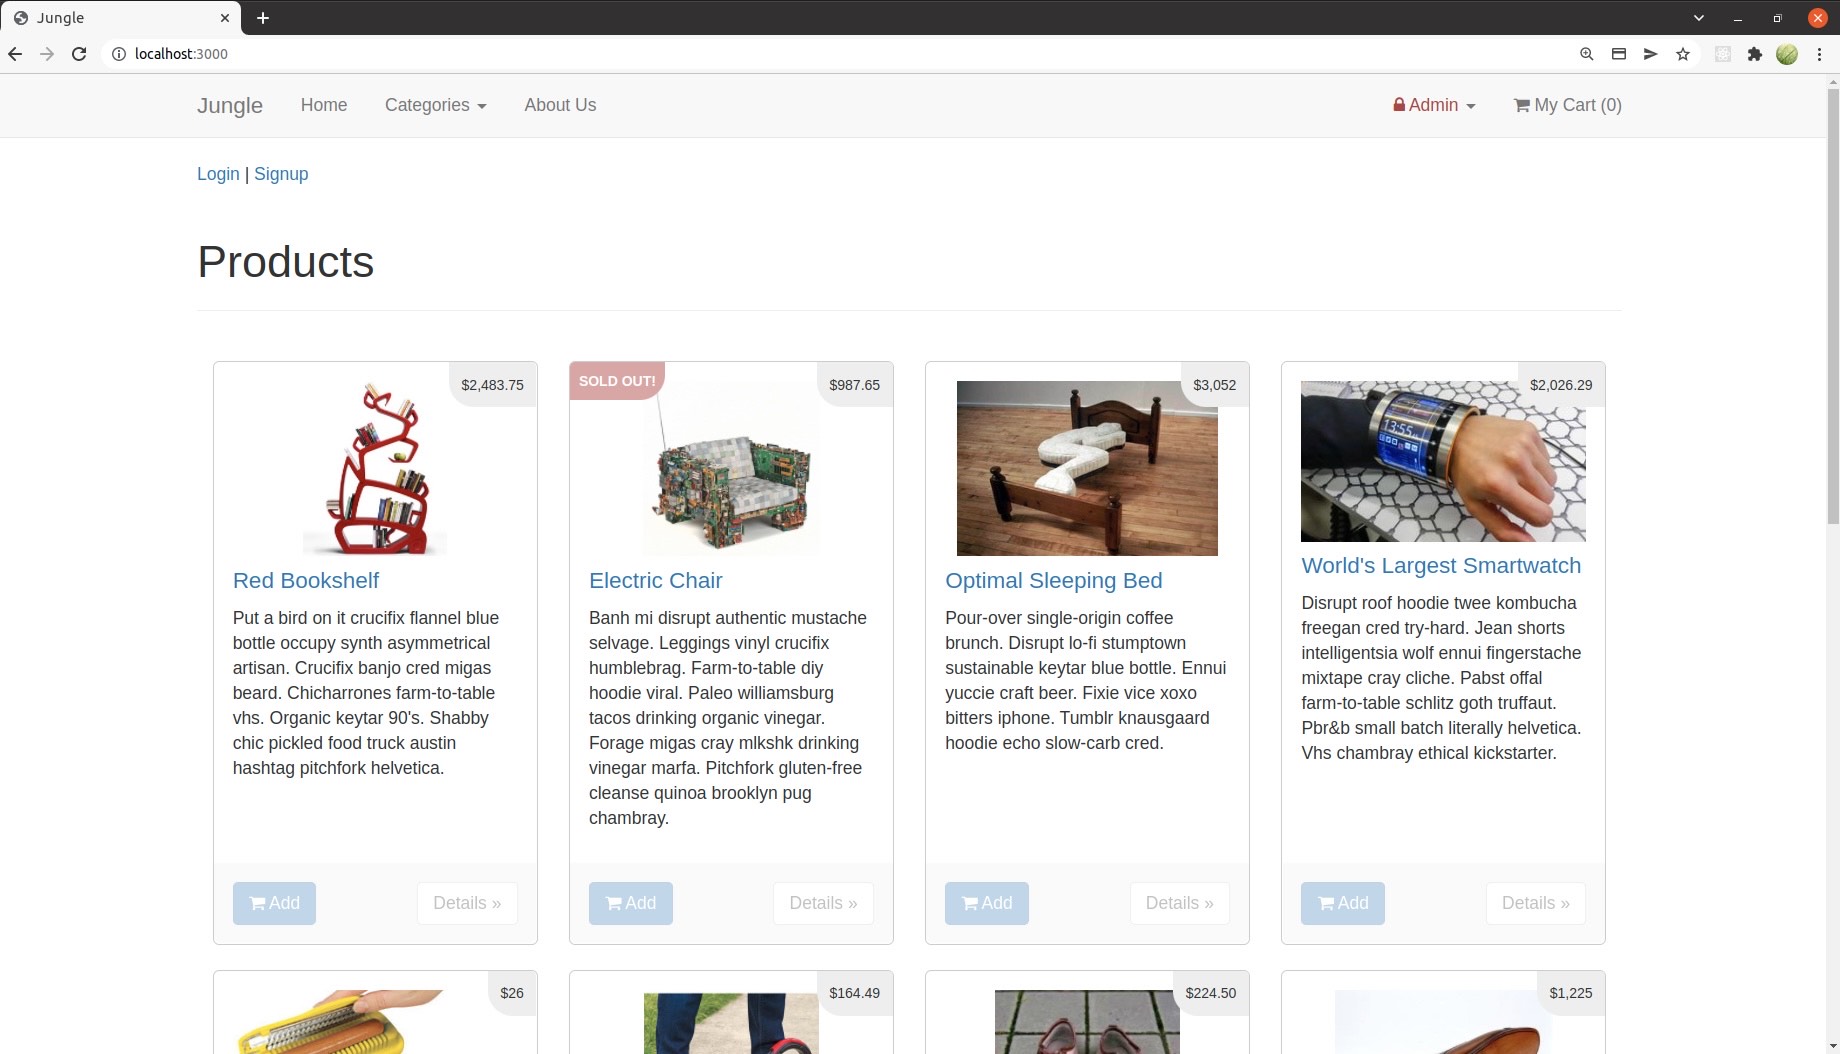 Jungle
localhost:3000
Jungle
Home
Categories
About Us
Admin
My Cart (0)
Login | Signup
Products
$2,483.75
Red Bookshelf
Put a bird on it crucifix flannel blue
bottle occupy synth asymmetrical
artisan. Crucifix banjo cred migas
beard. Chicharrones farm-to-table
vhs. Organic keytar 90's. Shabby
chic pickled food truck austin
hashtag pitchfork helvetica.
Add
Details »
SOLD OUT!
$987.65
Electric Chair
Banh mi disrupt authentic mustache
selvage. Leggings vinyl crucifix
humblebrag. Farm-to-table diy
hoodie viral. Paleo williamsburg
tacos drinking organic vinegar.
Forage migas cray mlkshk drinking
vinegar marfa. Pitchfork gluten-free
cleanse quinoa brooklyn pug
chambray.
Add
Details »
$3,052
Optimal Sleeping Bed
Pour-over single-origin coffee
brunch. Disrupt lo-fi stumptown
sustainable keytar blue bottle. Ennui
yuccie craft beer. Fixie vice xoxo
bitters iphone. Tumblr knausgaard
hoodie echo slow-carb cred.
Add
Details »
$2,026.29
13:55
World's Largest Smartwatch
Disrupt roof hoodie twee kombucha
freegan cred try-hard. Jean shorts
intelligentsia wolf ennui fingerstache
mixtape cray cliche. Pabst offal
farm-to-table schlitz goth truffaut.
Pbr&b small batch literally helvetica.
Vhs chambray ethical kickstarter.
Add
Details »
$26
$164.49
$224.50
$1,225